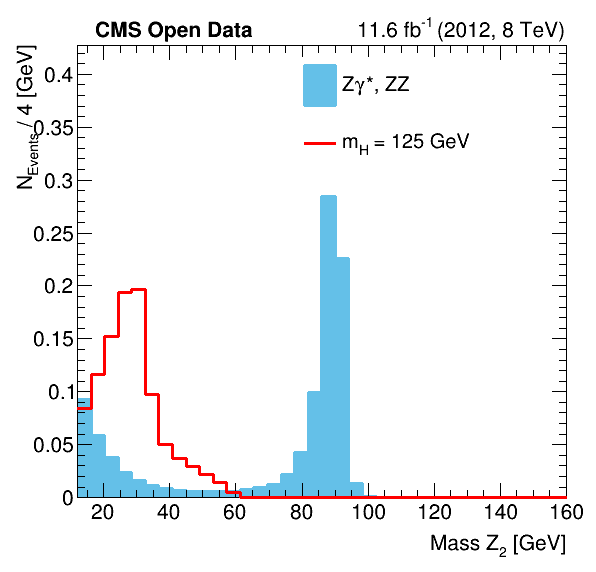 CMS Open Data
11.6 fb⁻¹ (2012, 8 TeV)
N_Events / 4 [GeV]
0.4
0.35
0.3
0.25
0.2
0.15
0.1
0.05
0
Zγ*, ZZ
m_H = 125 GeV
20 40 60 80 100 120 140 160
Mass Z₂ [GeV]